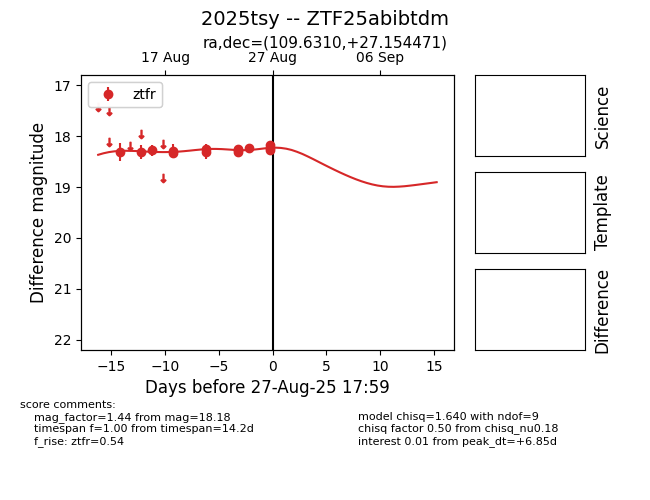 2025tsy -- ZTF25abibtdm
ra,dec=(109.6310,+27.154471)
17 Aug
27 Aug
06 Sep
ztfr
17
18
19
20
21
22
Difference magnitude
−15
−10
−5
0
5
10
15
Days before 27-Aug-25 17:59
Science
Template
Difference
score comments:
mag_factor=1.44 from mag=18.18
timespan f=1.00 from timespan=14.2d
f_rise: ztfr=0.54
model chisq=1.640 with ndof=9
chisq factor 0.50 from chisq_nu0.18
interest 0.01 from peak_dt=+6.85d